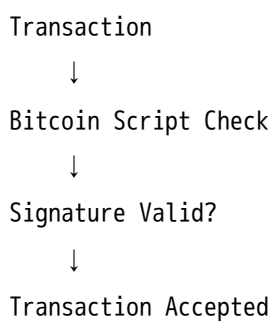 Transaction
↓
Bitcoin Script Check
↓
Signature Valid?
↓
Transaction Accepted